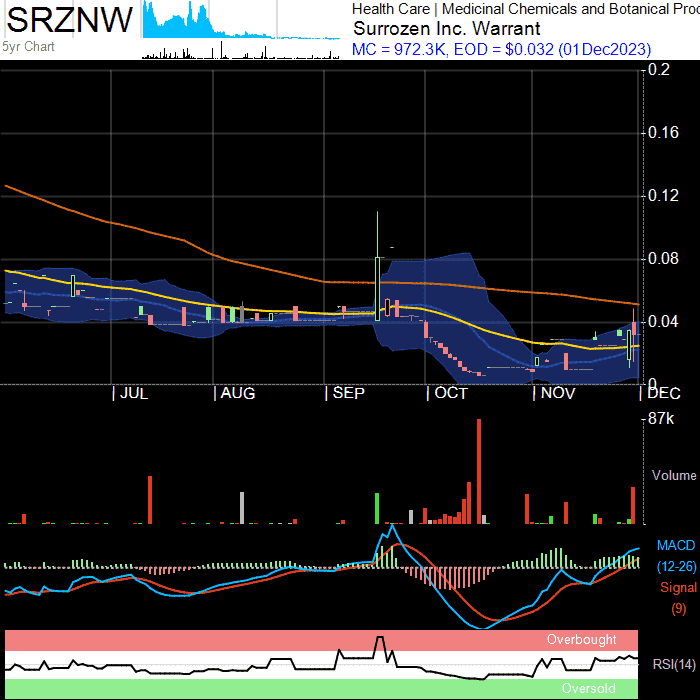 SRZNW
5yr Chart
Health Care | Medicinal Chemicals and Botanical Proc
Surrozen Inc. Warrant
MC = 972.3K, EOD = $0.032 (01Dec2023)
0.2
0.16
0.12
0.08
0.04
0
| JUL | AUG | SEP | OCT | NOV | DEC
87k
Volume
MACD
(12-26)
Signal
(9)
Overbought
RSI(14)
Oversold